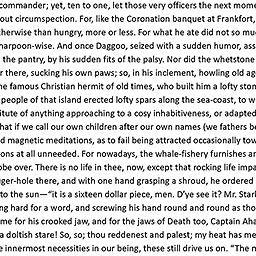 commander; yet, ten to one, let those very officers the next mome
out circumspection. For, like the Coronation banquet at Frankfort,
therwise than hungry, more or less. For what he ate did not so muc
harpoon-wise. And once Daggoo, seized with a sudden humor, ass
the pantry, by his sudden fits of the palsy. Nor did the whetstone
r there, sucking his own paws; so, in his inclement, howling old ag
he famous Christian hermit of old times, who built him a lofty ston
people of that island erected lofty spars along the sea-coast, to w
itute of anything approaching to a cosy inhabitiveness, or adapted
hat if we call our own children after our own names (we fathers be
d magnetic meditations, as to fail being attracted occasionally tow
ons at all unneeded. For nowadays, the whale-fishery furnishes an
obe over. There is no life in thee, now, except that rocking life impa
uger-hole there, and with one hand grasping a shroud, he ordered
to the sun—“it is a sixteen dollar piece, men. D’ye see it? Mr. Stark
ng hard for a word, and screwing his hand round and round as tho
me for his crooked jaw, and for the jaws of Death too, Captain Aha
a doltish stare! So, so; thou reddenest and palest; my heat has me
e innermost necessities in our being, these still drive us on. “The m